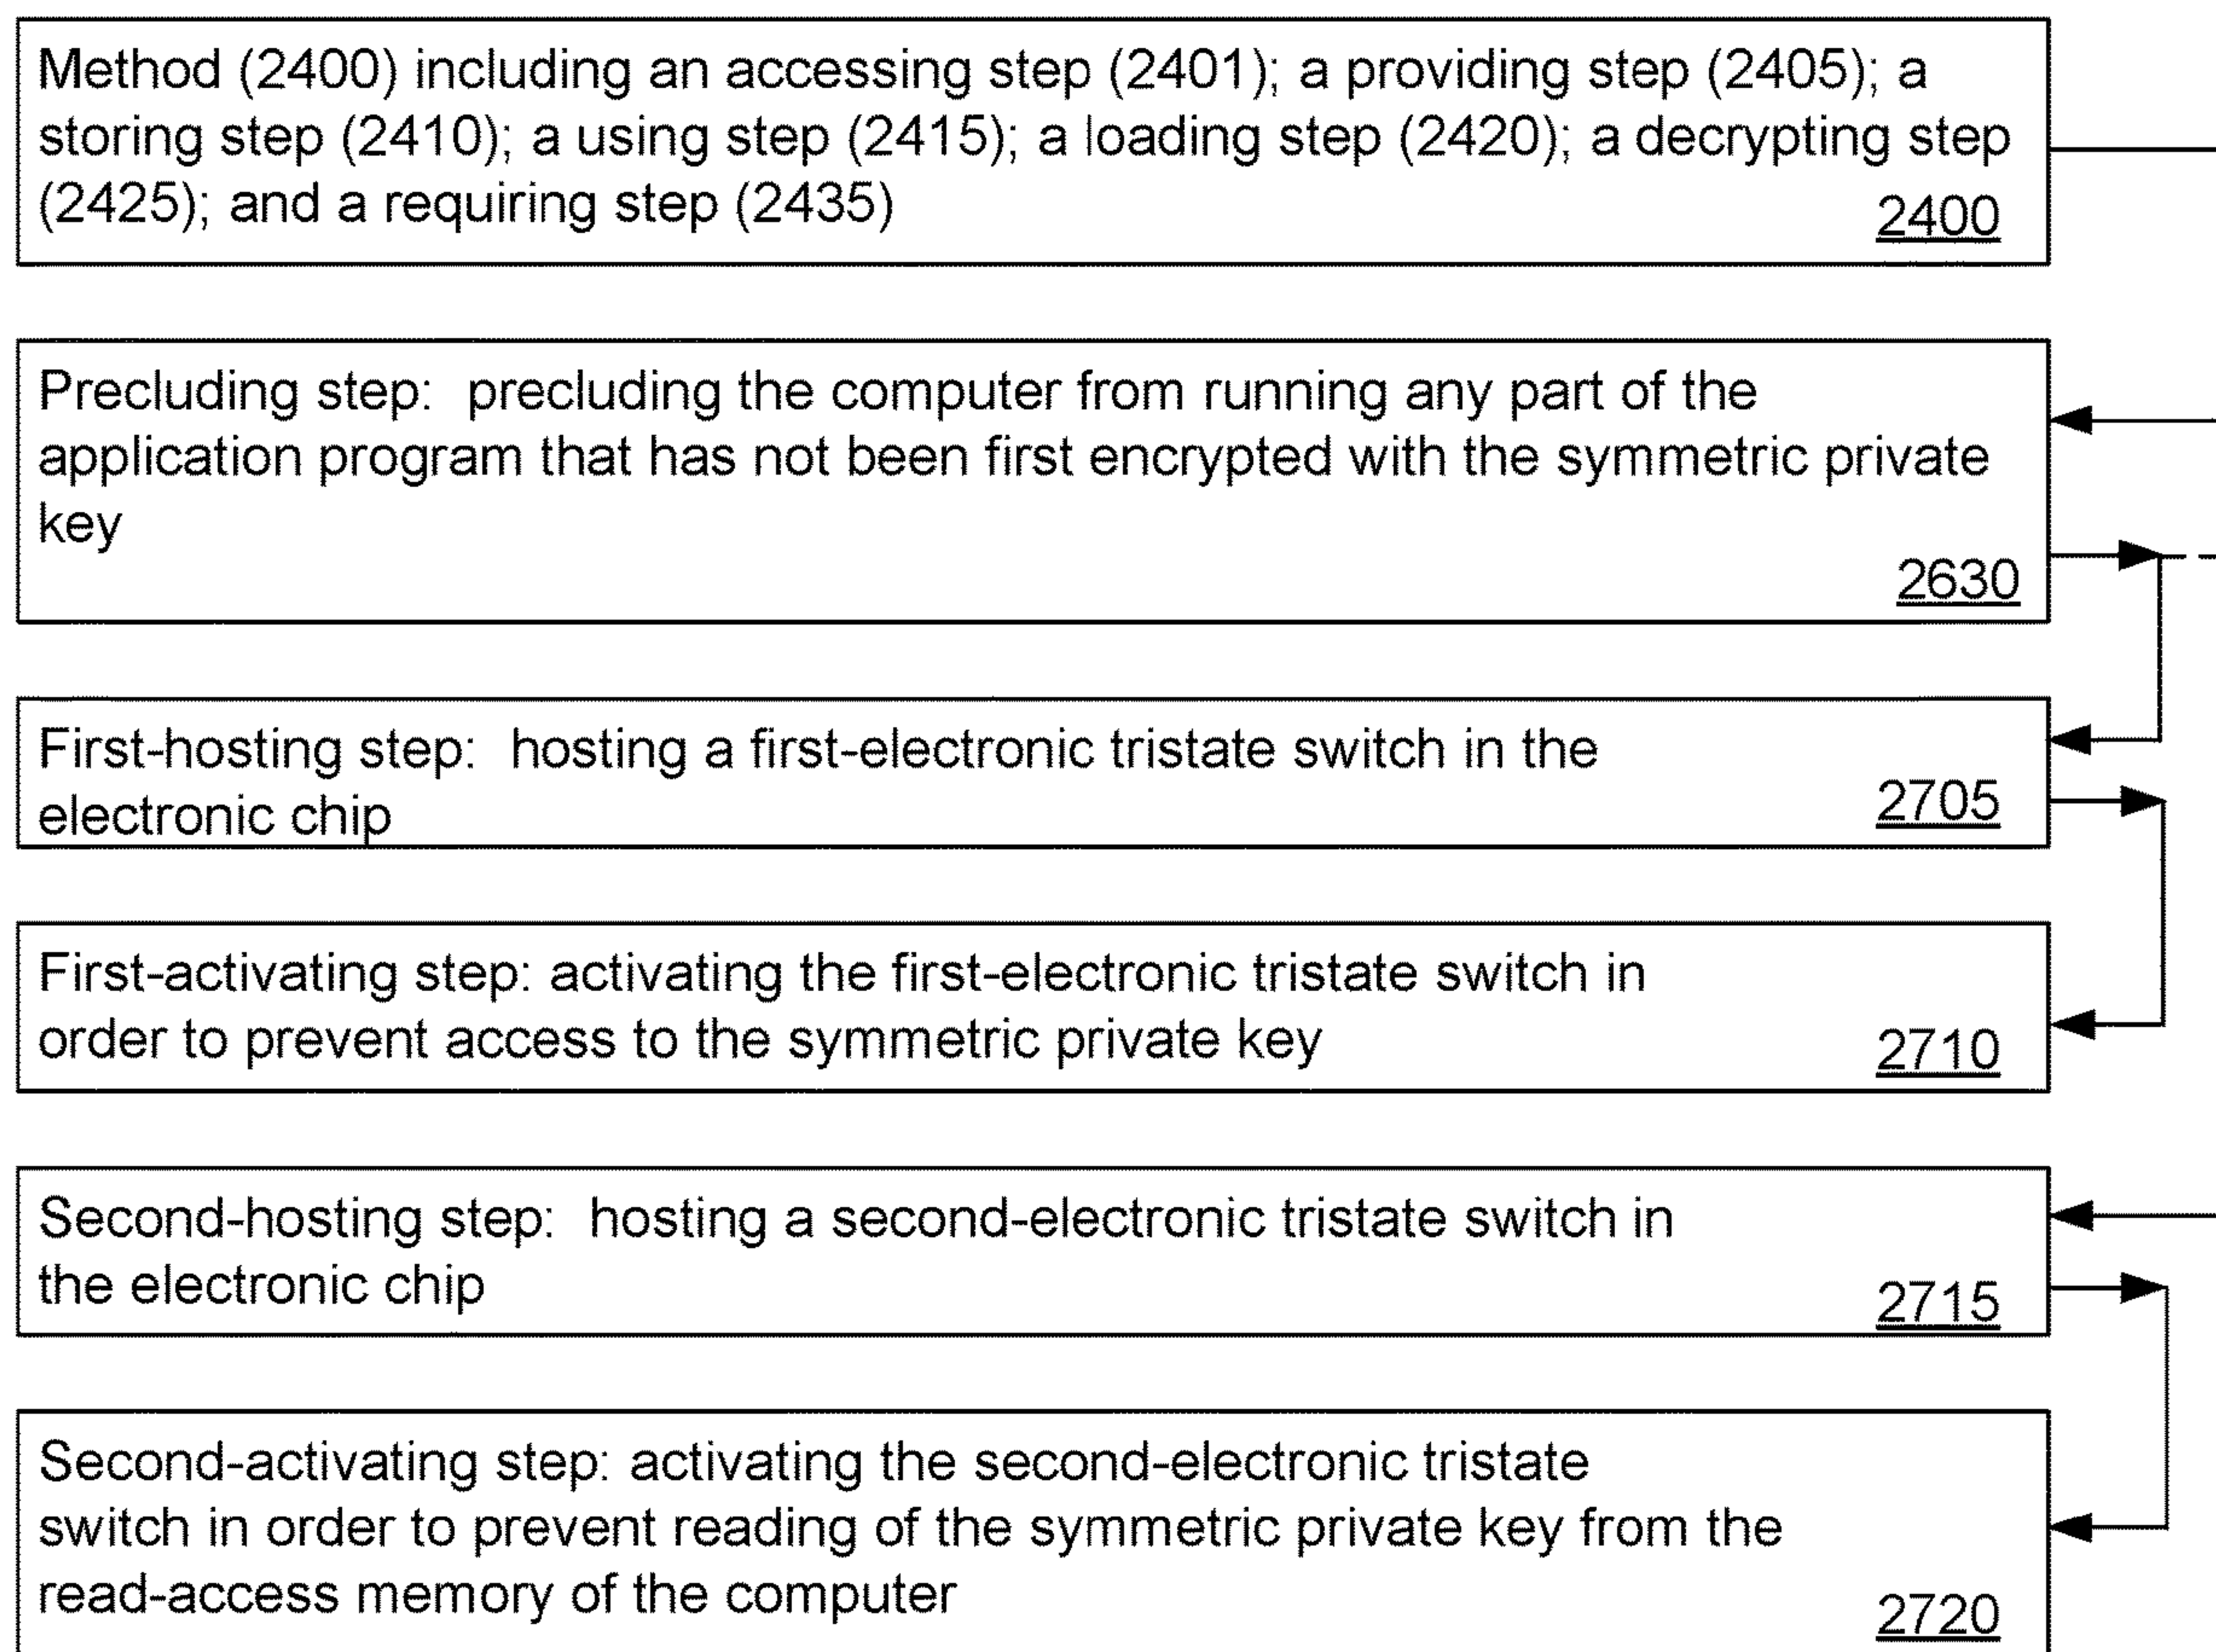 Method (2400) including an accessing step (2401); a providing step (2405); a
storing step (2410); a using step (2415); a loading step (2420); a decrypting step
(2425); and a requiring step (2435)
2400
Precluding step: precluding the computer from running any part of the
application program that has not been first encrypted with the symmetric private
key
2630
First-hosting step: hosting a first-electronic tristate switch in the
electronic chip
2705
First-activating step: activating the first-electronic tristate switch in
order to prevent access to the symmetric private key
2710
Second-hosting step: hosting a second-electronic tristate switch in
the electronic chip
2715
Second-activating step: activating the second-electronic tristate
switch in order to prevent reading of the symmetric private key from the
read-access memory of the computer
2720